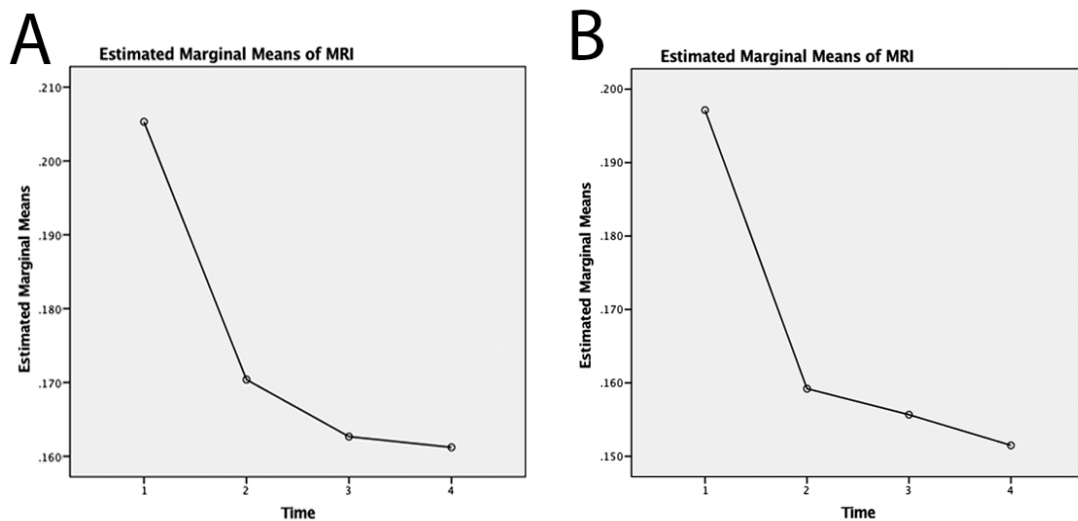 A
Estimated Marginal Means of MRI
Estimated Marginal Means
.210
.200
.190
.180
.170
.160
1 2 3 4
Time
B
Estimated Marginal Means of MRI
Estimated Marginal Means
.200
.190
.180
.170
.160
.150
1 2 3 4
Time